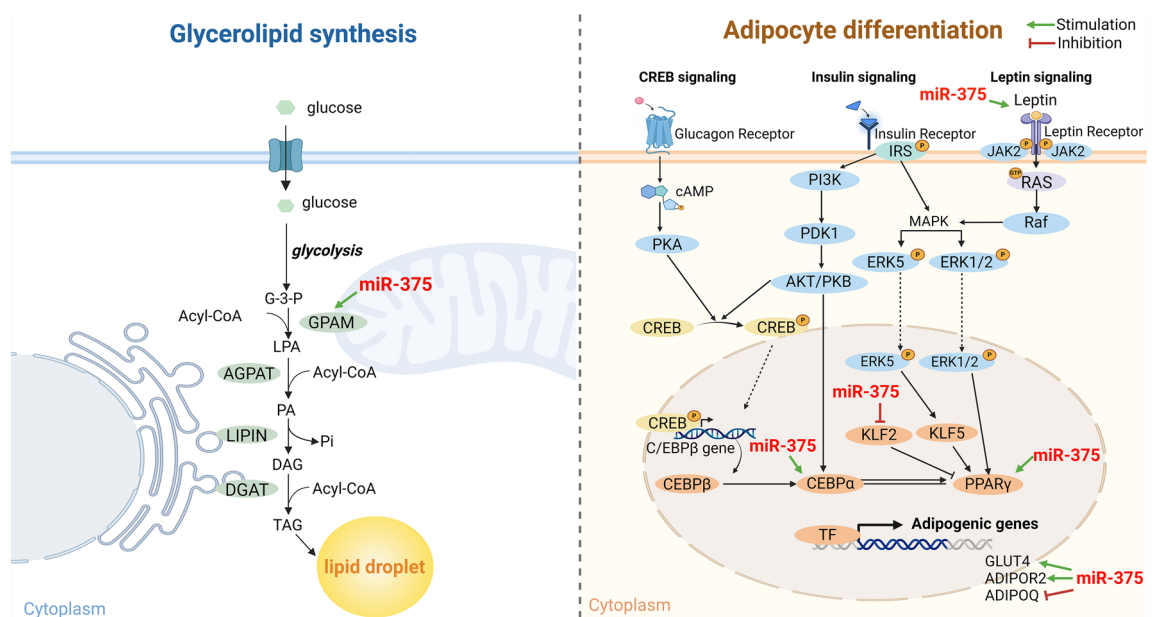 Glycerolipid synthesis
glucose
glucose
glycolysis
miR-375
G-3-P
Acyl-CoA
GPAM
LPA
AGPAT
Acyl-CoA
PA
LIPIN
Pi
DAG
DGAT
Acyl-CoA
TAG
lipid droplet
Cytoplasm
Adipocyte differentiation
Stimulation
Inhibition
CREB signaling
Insulin signaling
Leptin signaling
miR-375
Leptin
Glucagon Receptor
Insulin Receptor
Leptin Receptor
IRS
P
JAK2
P
P
JAK2
cAMP
PI3K
GTP
RAS
PKA
PDK1
MAPK
Raf
ERK5
P
ERK1/2
P
AKT/PKB
CREB
CREB
P
ERK5
P
ERK1/2
P
miR-375
CREB
P
KLF2
KLF5
C/EBPβ gene
miR-375
miR-375
CEBPβ
CEBPα
PPARγ
TF
Adipogenic genes
GLUT4
ADIPOR2
miR-375
ADIPOQ
Cytoplasm